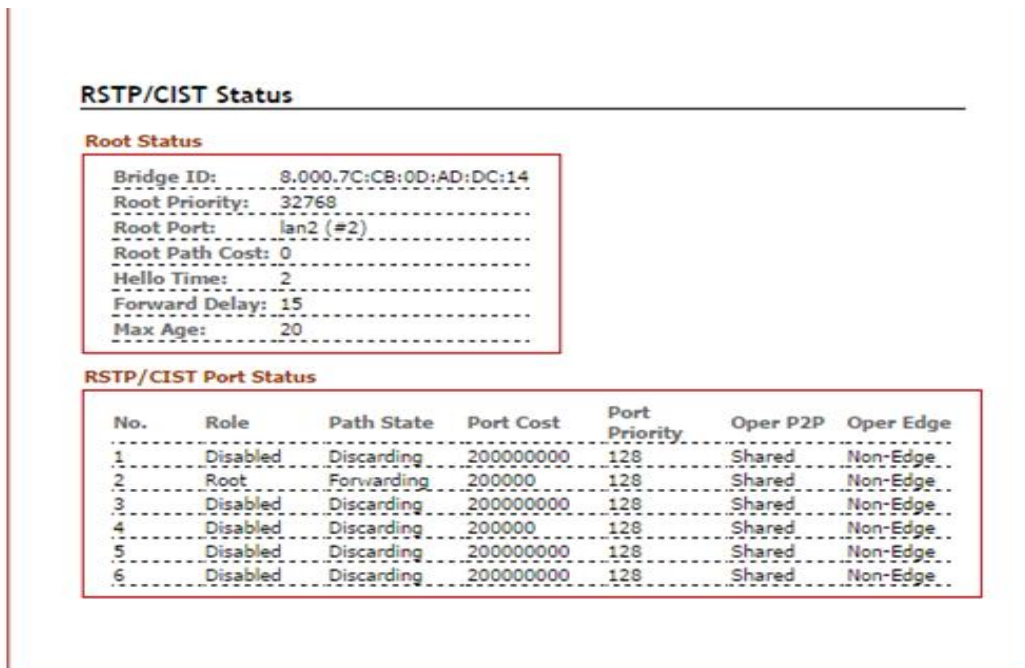 RSTP/CIST Status
Root Status
Bridge ID: 8.000.7C:CB:0D:AD:DC:14
Root Priority: 32768
Root Port: lan2 (#2)
Root Path Cost: 0
Hello Time: 2
Forward Delay: 15
Max Age: 20
RSTP/CIST Port Status
No. Role Path State Port Cost Port Priority Oper P2P Oper Edge
1 Disabled Discarding 200000000 128 Shared Non-Edge
2 Root Forwarding 200000 128 Shared Non-Edge
3 Disabled Discarding 200000000 128 Shared Non-Edge
4 Disabled Discarding 200000 128 Shared Non-Edge
5 Disabled Discarding 200000000 128 Shared Non-Edge
6 Disabled Discarding 200000000 128 Shared Non-Edge